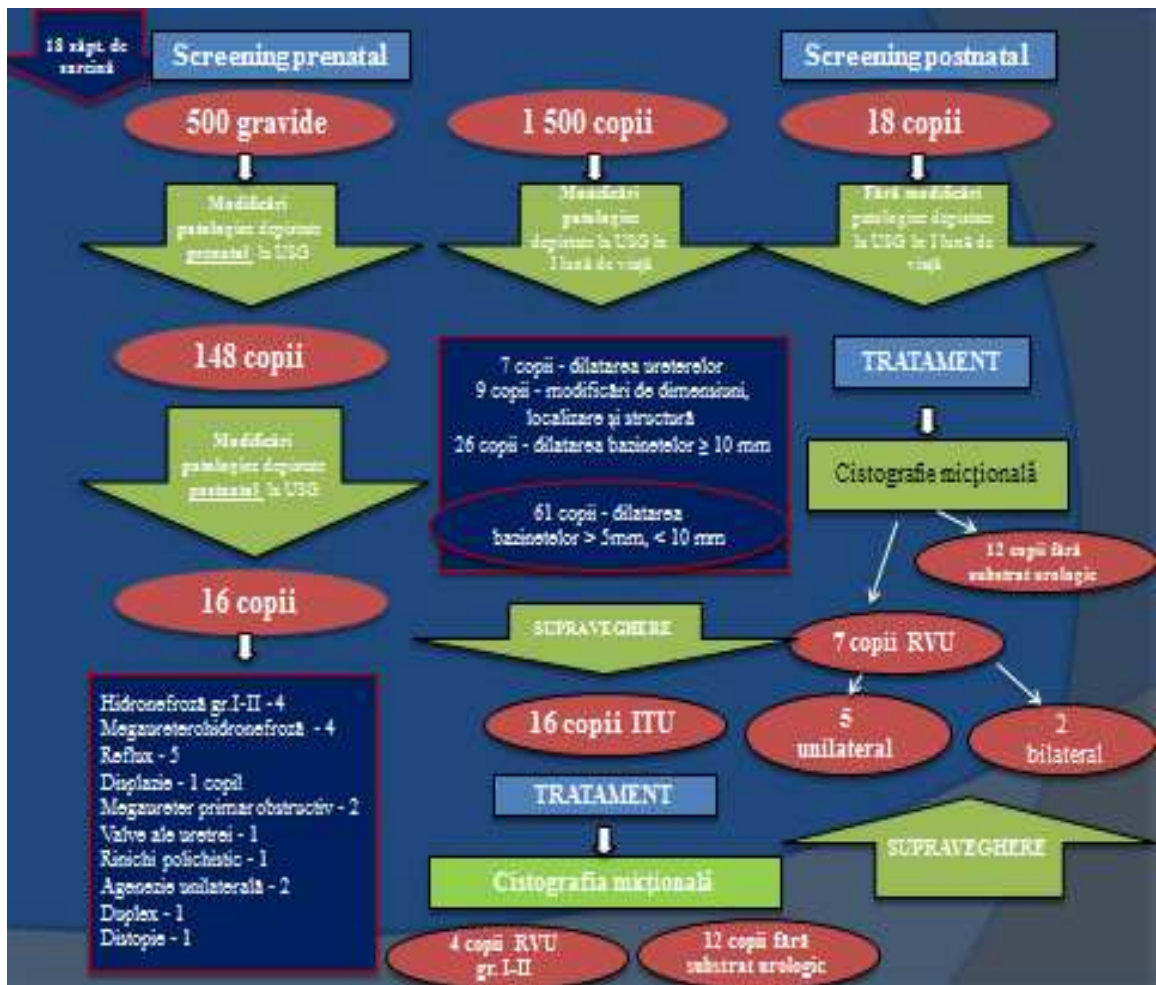 18 săpt. de
sarcină
Screening prenatal
Screening postnatal
500 gravide
1 500 copii
18 copii
Modificări
patologice depistate
prenatal la USG
Modificări
patologice
depistate la USG în
I lună de viață
Fără modificări
patologice depistate
la USG în I lună de
viață
148 copii
7 copii - dilatarea ureterelor
9 copii - modificări de dimensiuni,
localizare și structură
26 copii - dilatarea bazinetelor ≥ 10 mm
61 copii - dilatarea
bazinetelor > 5mm, < 10 mm
TRATAMENT
Cistografie micțională
Modificări
patologice depistate
postnatal la USG
12 copii fără
substrat urologic
16 copii
SUPRAVEGHERE
7 copii RVU
5
unilateral
2
bilateral
Hidronefroză gr.I-II - 4
Megaureterohidronefroză - 4
Reflux - 5
Displazie - 1 copil
Megaureter primar obstructiv - 2
Valve ale uretrei - 1
Rinichi polichistic - 1
Agenezie unilaterală - 2
Duplex - 1
Distopie - 1
16 copii ITU
TRATAMENT
SUPRAVEGHERE
Cistografia micțională
4 copii RVU
gr. I-II
12 copii fără
substrat urologic